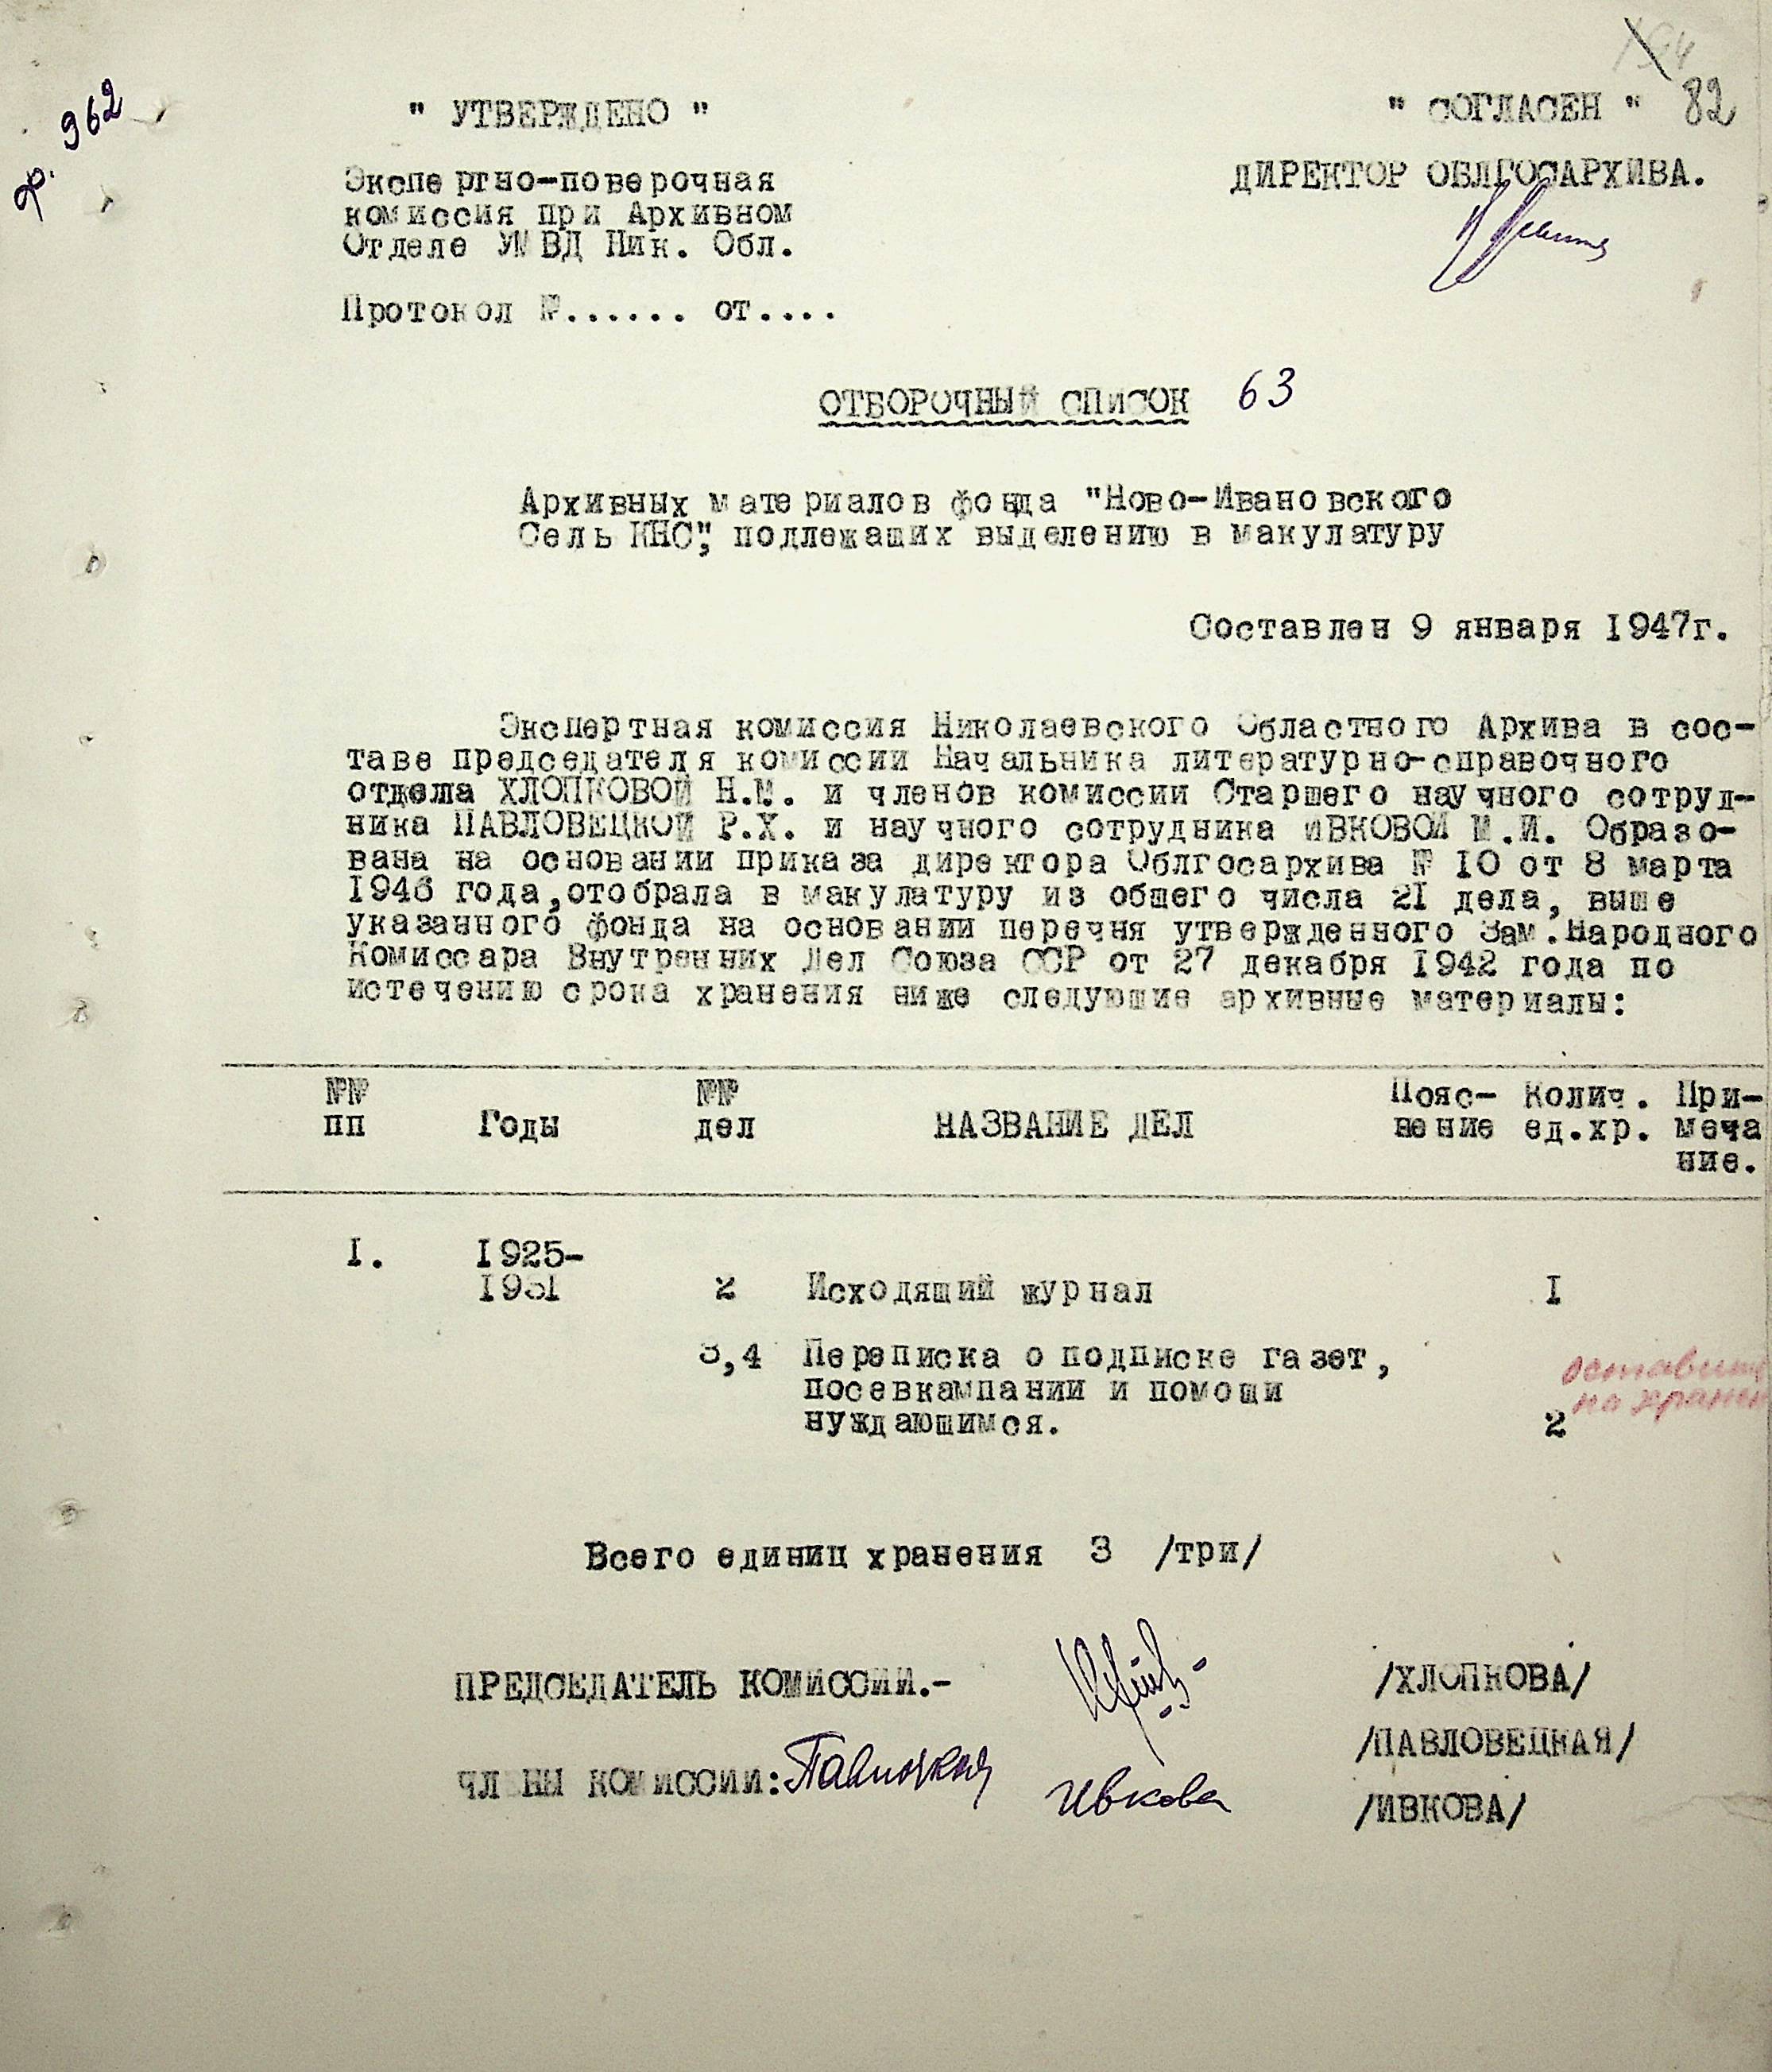 ф. 962
82
" УТВЕРЖДЕНО "
Экспертно-поверочная
комиссия при Архивном
Отделе УМВД Ник. Обл.
Протокол №...... от....
" СОГЛАСЕН "
ДИРЕКТОР ОБЛГОСАРХИВА.
ОТБОРОЧНЫЙ СПИСОК 63
Архивных материалов фонда "Ново-Ивановского
Сель КНС", подлежащих выделению в макулатуру
Составлен 9 января 1947г.
Экспертная комиссия Николаевского Областного Архива в сос-
таве председателя комиссии Начальника литературно-справочного
отдела ХЛОПКОВОЙ Н.М. и членов комиссии Старшего научного сотруд-
ника ПАВЛОВЕЦКОЙ Р.Х. и научного сотрудника ИВКОВОЙ М.И. Образо-
вана на основании приказа директора Облгосархива № 10 от 8 марта
1946 года, отобрала в макулатуру из общего числа 21 дела, выше
указанного фонда на основании перечня утвержденного Зам. Народного
Комиссара Внутренних Дел Союза ССР от 27 декабря 1942 года по
истечению срока хранения ниже следующие архивные материалы:
№№ пп
Годы
№№ дел
НАЗВАНИЕ ДЕЛ
Пояс-
нение
Колич.
ед.хр.
При-
меча
ние.
I. 1925-
1931 2 Исходящий журнал I
3,4 Переписка о подписке газет,
посевкампании и помощи
нуждающимся. 2
оставить
на хранен
Всего единиц хранения 3 /три/
ПРЕДСЕДАТЕЛЬ КОМИССИИ.- /ХЛОПКОВА/
/ПАВЛОВЕЦКАЯ/
ЧЛЕНЫ КОМИССИИ: Ивкова
/ИВКОВА/